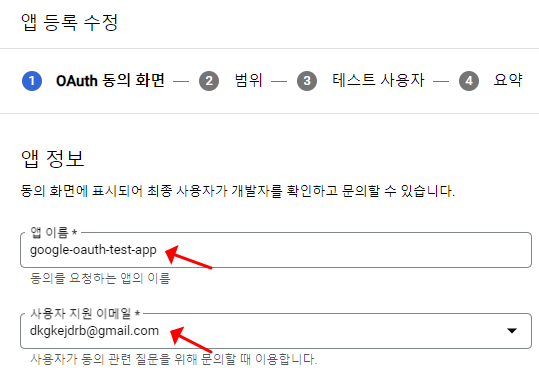 앱 등록 수정
1 OAuth 동의 화면 — 2 범위 — 3 테스트 사용자 — 4 요약
앱 정보
동의 화면에 표시되어 최종 사용자가 개발자를 확인하고 문의할 수 있습니다.
앱 이름 *
google-oauth-test-app
동의를 요청하는 앱의 이름
사용자 지원 이메일 *
dkgkejdrb@gmail.com
사용자가 동의 관련 질문을 위해 문의할 때 이용합니다.